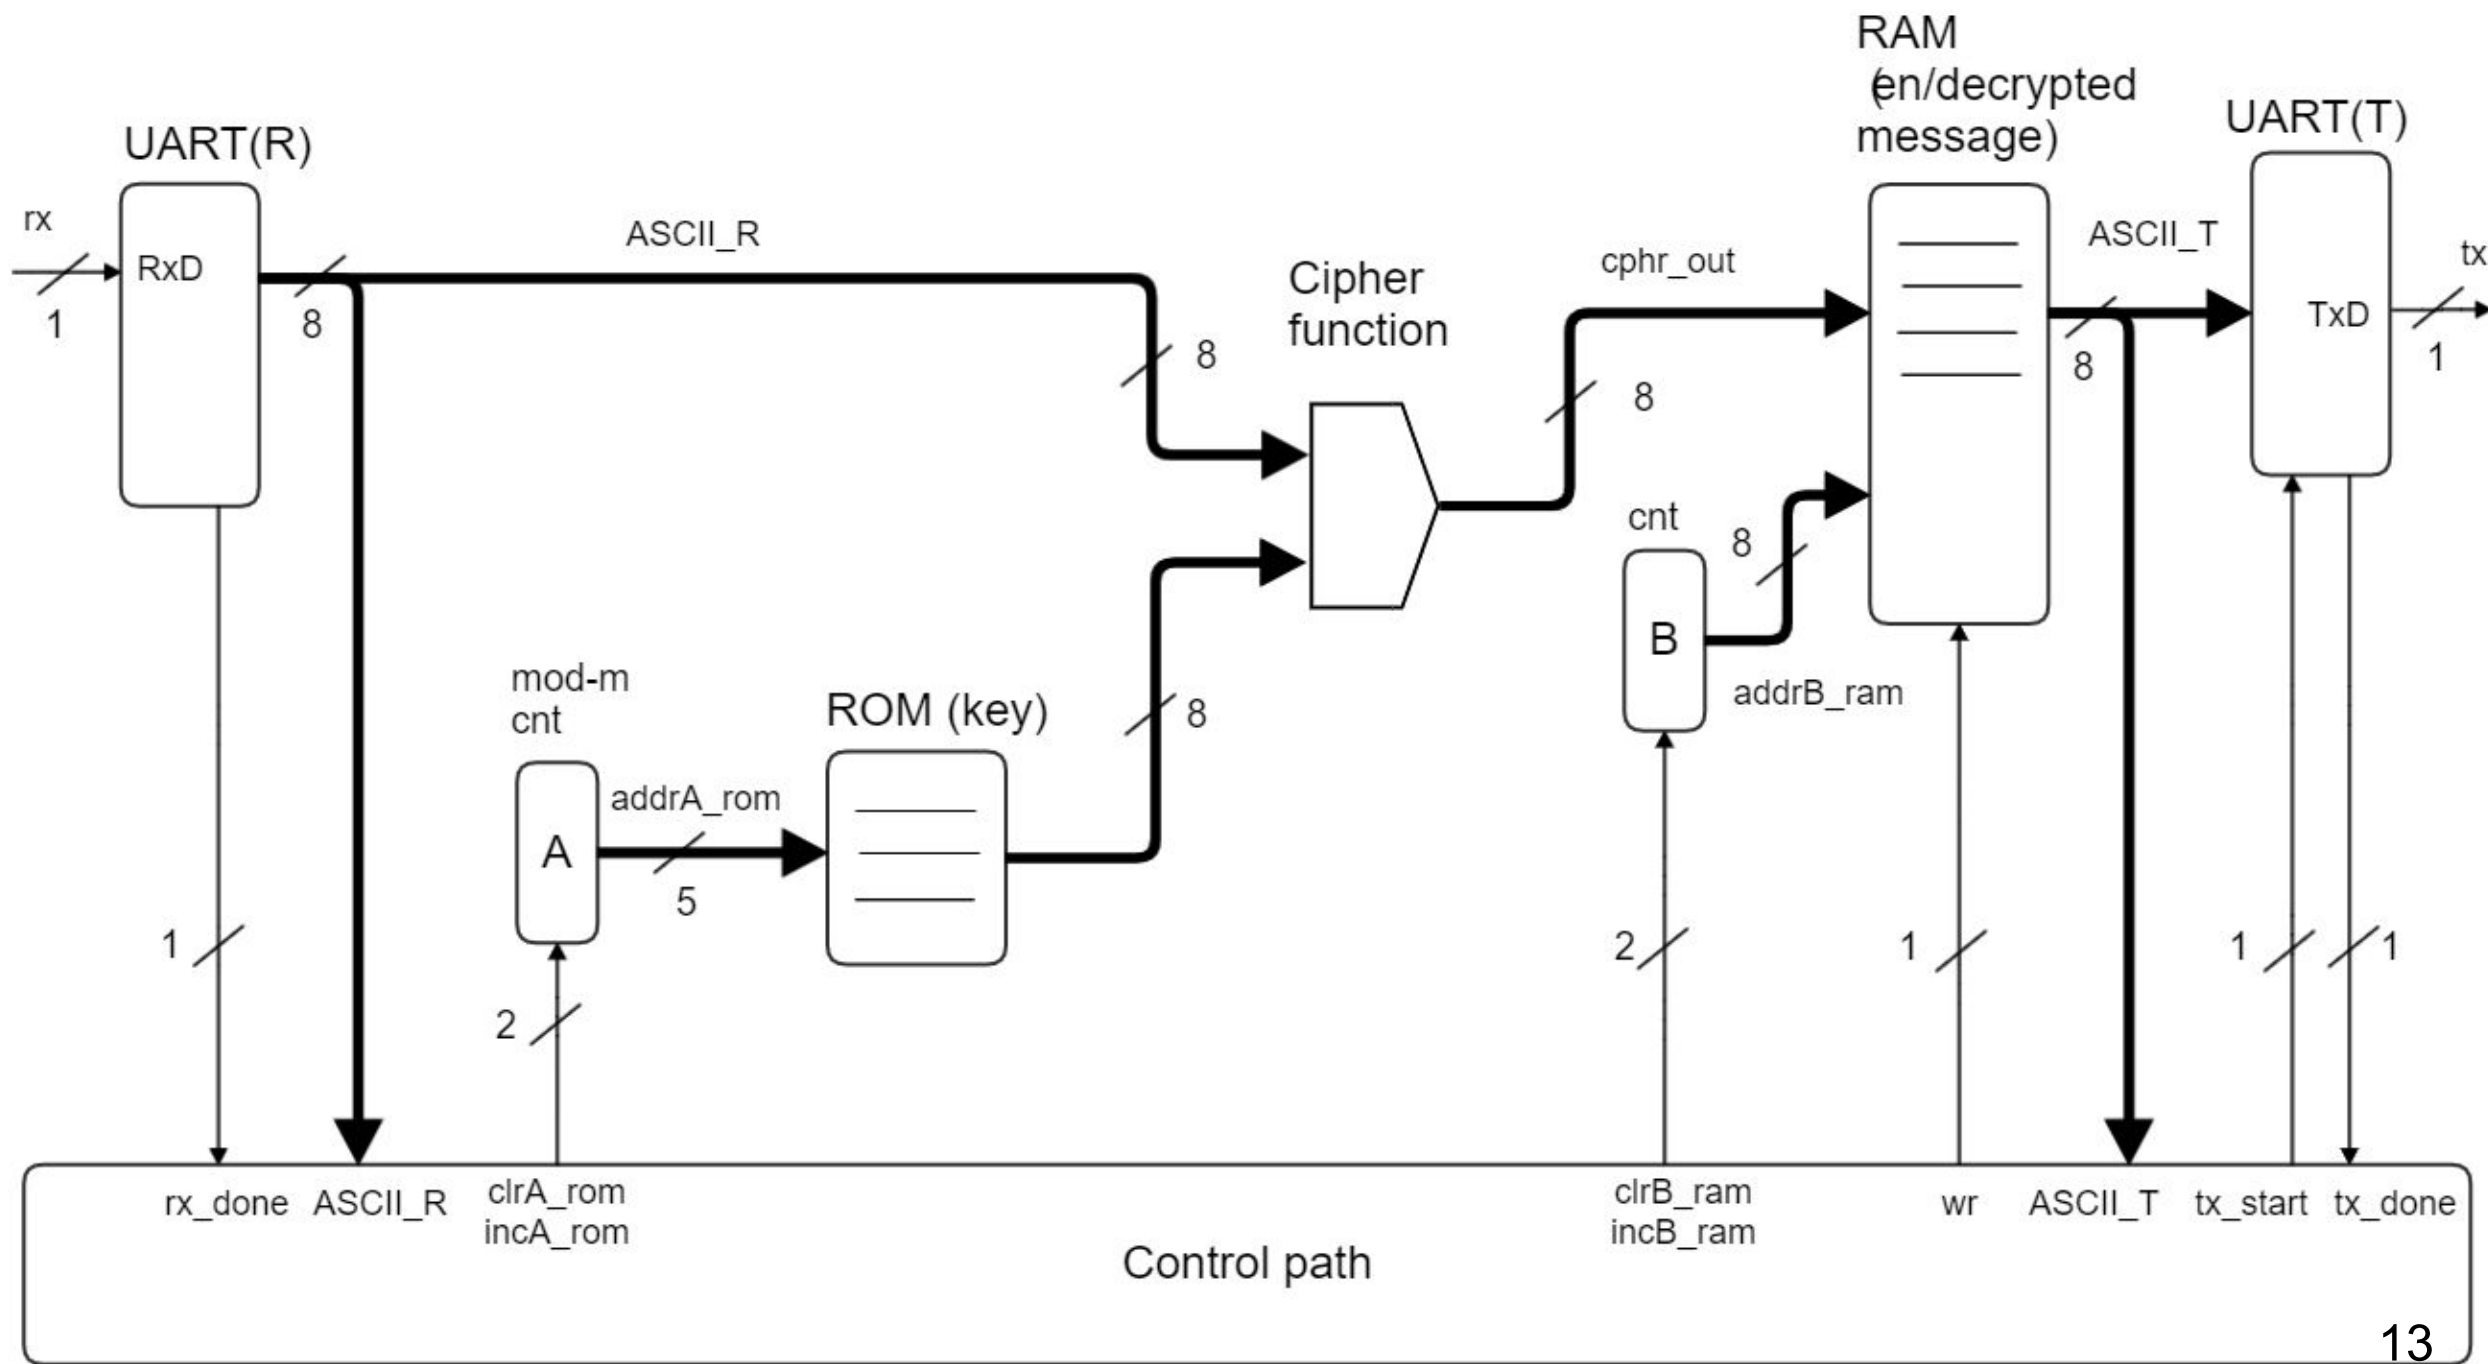 RAM
(en/decrypted
message)
UART(R)
UART(T)
rx
RxD
1
8
ASCII_R
8
Cipher
function
cphr_out
8
ASCII_T
8
TxD
tx
1
cnt
B
8
addrB_ram
mod-m
cnt
A
addrA_rom
5
ROM (key)
8
1
2
2
1
1
1
rx_done
ASCII_R
clrA_rom
incA_rom
clrB_ram
incB_ram
wr
ASCII_T
tx_start
tx_done
Control path
13